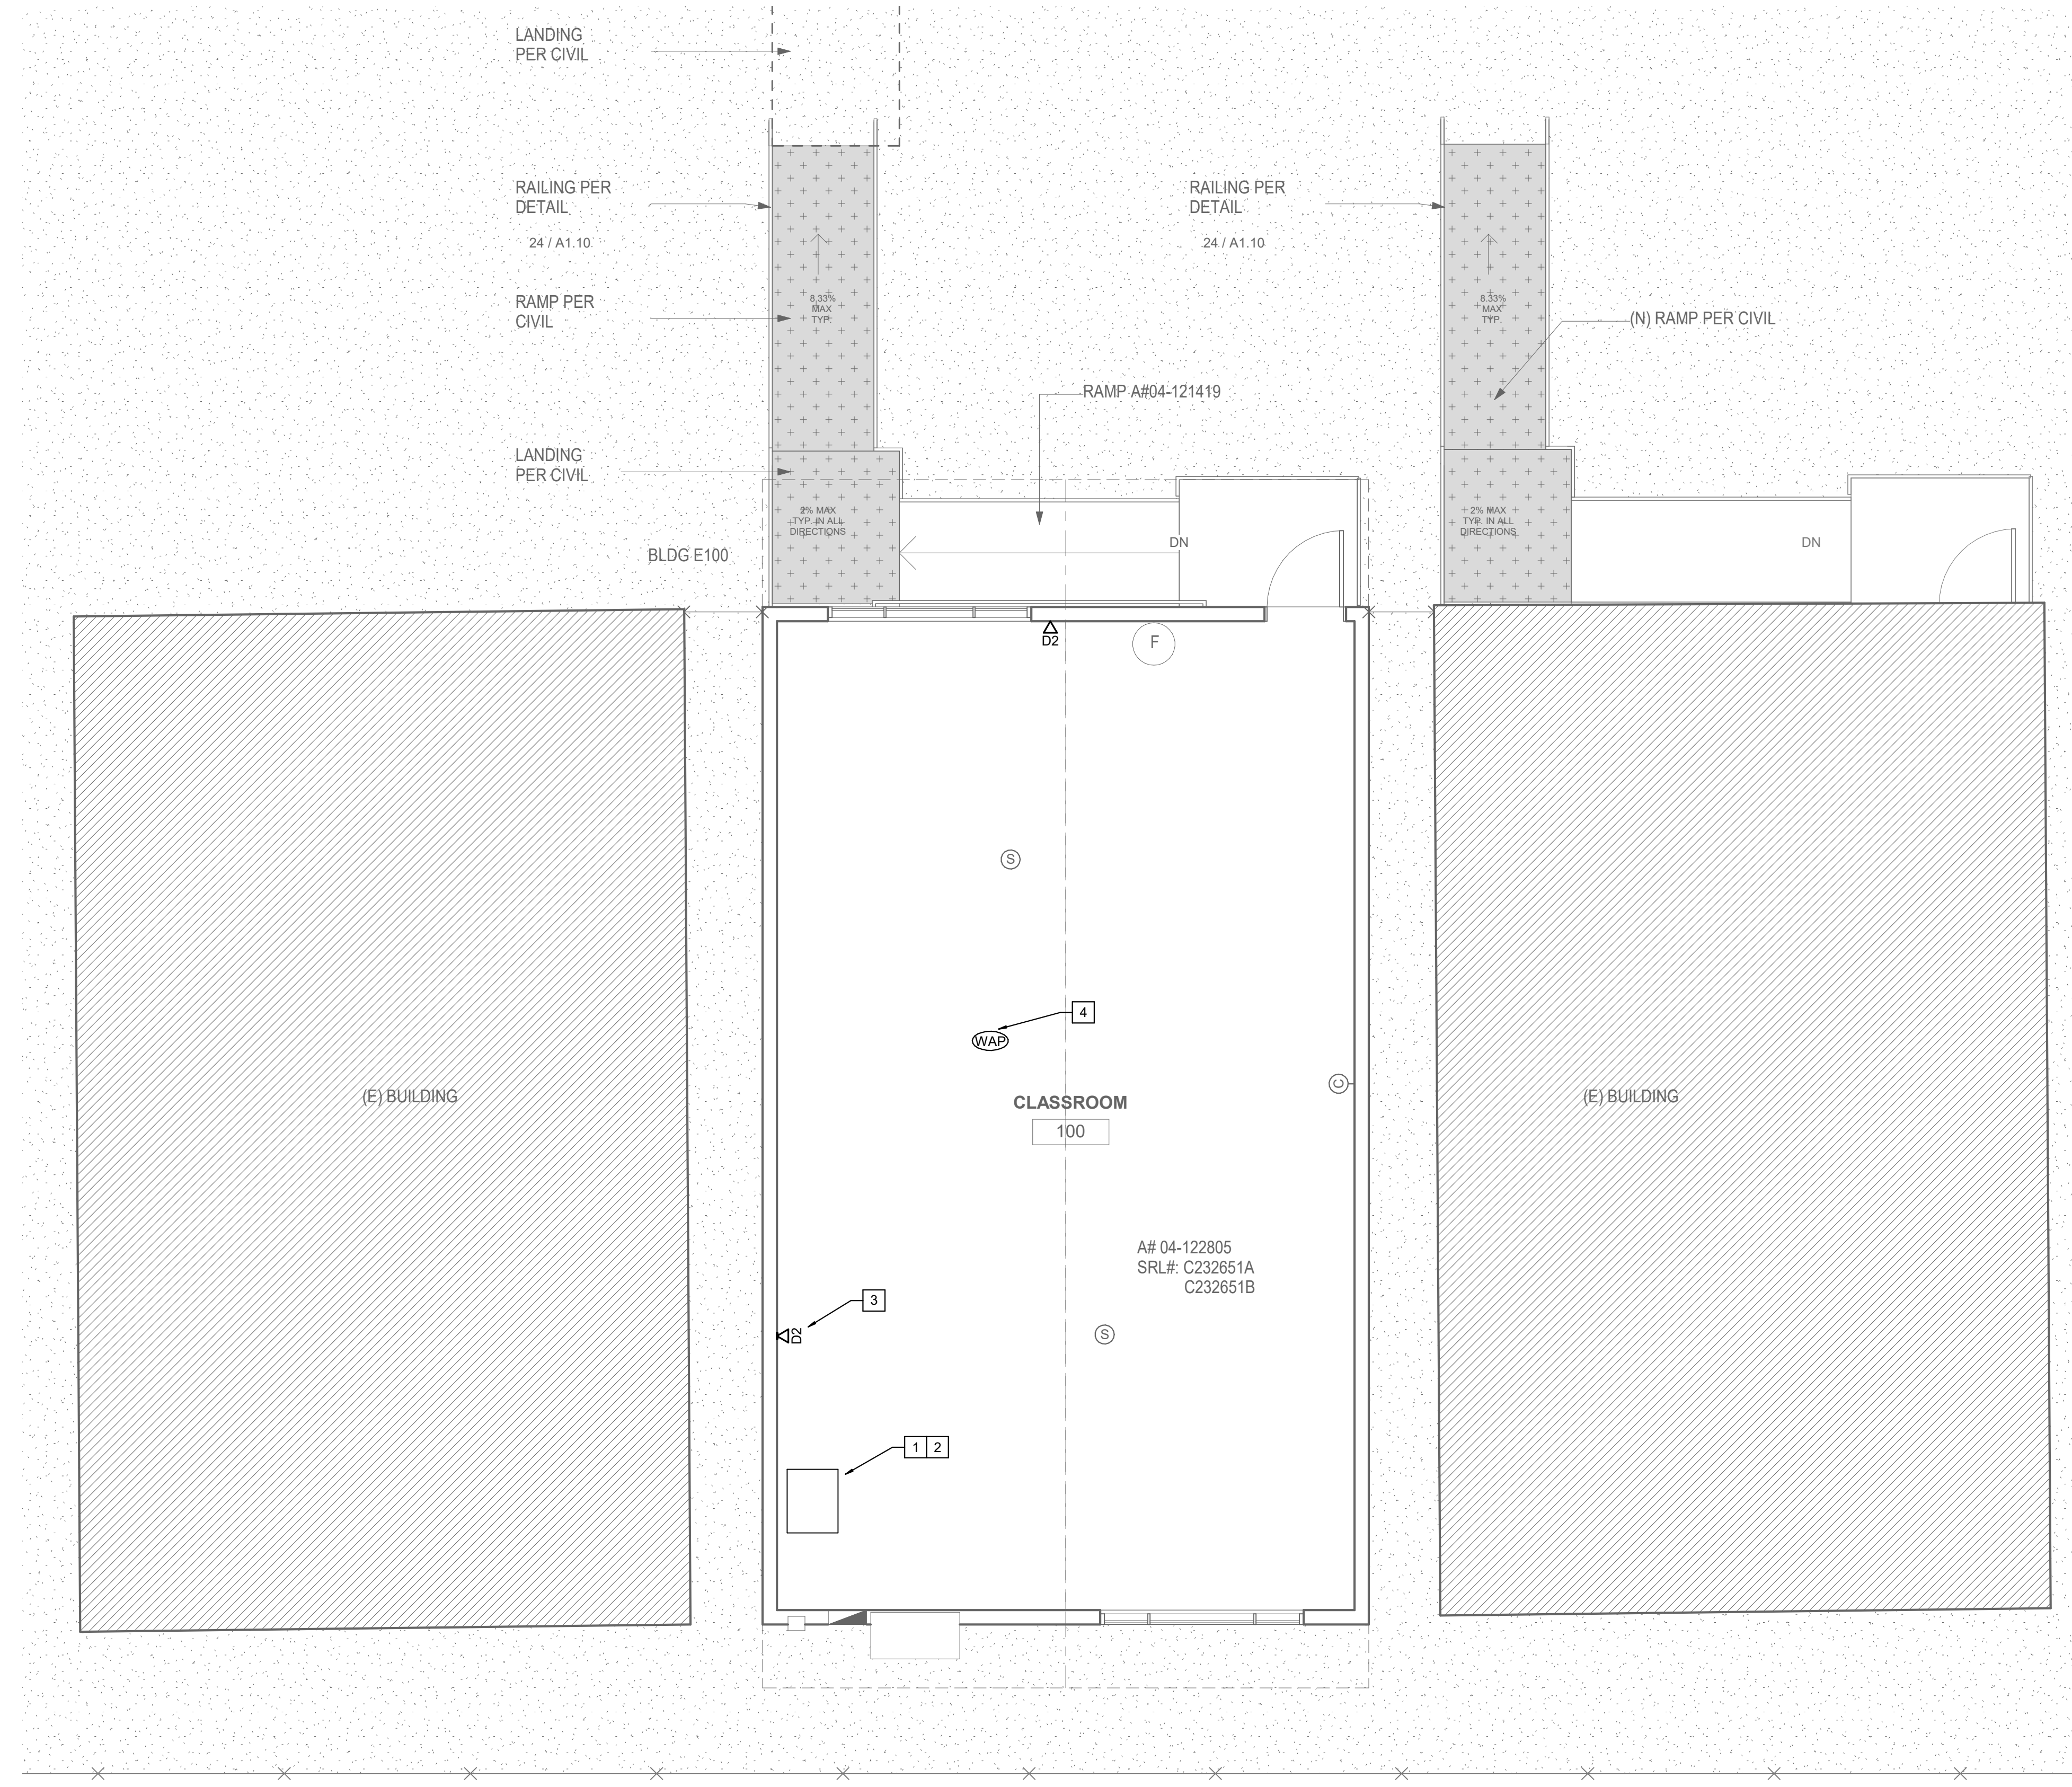 LANDING
PER CIVIL
RAILING PER
DETAIL
24 / A1.10
RAILING PER
DETAIL
24 / A1.10
RAMP PER
CIVIL
8.33%
MAX
TYP.
8.33%
MAX
TYP.
(N) RAMP PER CIVIL
RAMP A#04-121419
LANDING
PER CIVIL
2% MAX
TYP. IN ALL
DIRECTIONS
2% MAX
TYP. IN ALL
DIRECTIONS
DN
DN
BLDG E100
D2
F
S
4
WAP
C
(E) BUILDING
CLASSROOM
100
(E) BUILDING
A# 04-122805
SRL#: C232651A
C232651B
3
D2
S
1 2